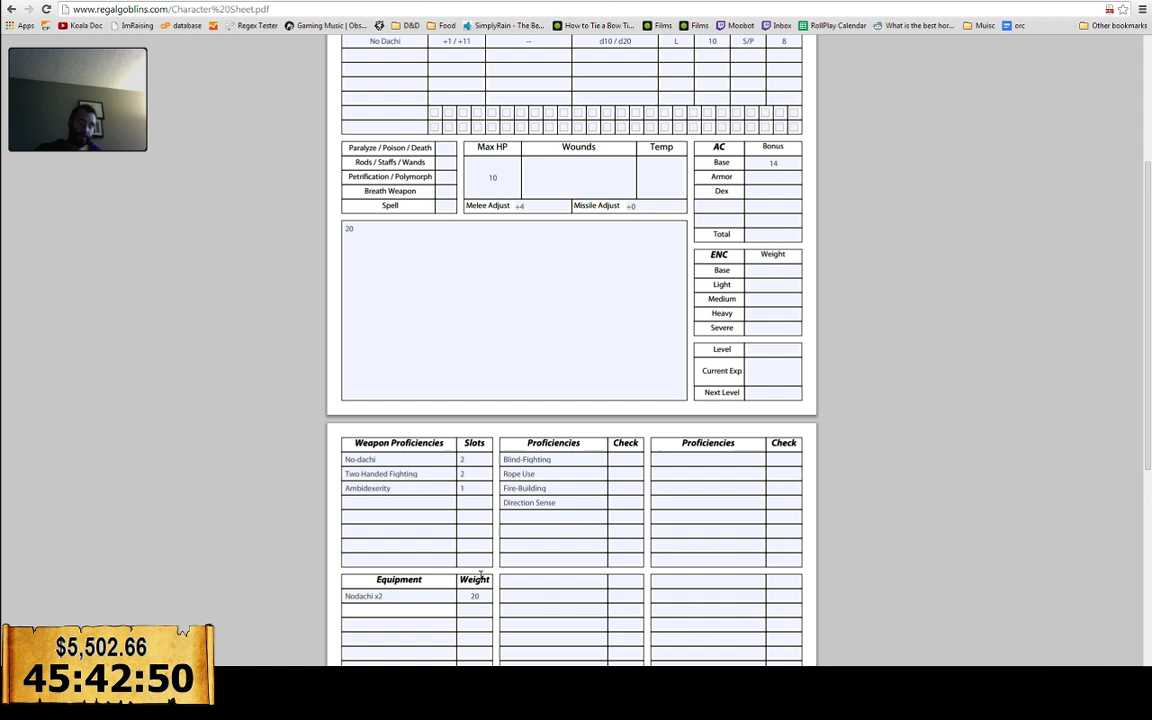 www.regalgoblins.com/Character%20Sheet.pdf
Apps Koala Doc ImRaising database Regex Tester Gaming Music | Obs... D&D Food SimplyRain - The Be... How to Tie a Bow Ti... Films Films Moobot Inbox RollPlay Calendar What is the best hor... Muisc orc Other bookmarks
No Dachi +1 / +11 -- d10 / d20 L 10 S/P 8
Paralyze / Poison / Death
Rods / Staffs / Wands
Petrification / Polymorph
Breath Weapon
Spell
Max HP Wounds Temp
10
Melee Adjust +4 Missile Adjust +0
AC Bonus
Base 14
Armor
Dex
Total
20
ENC Weight
Base
Light
Medium
Heavy
Severe
Level
Current Exp
Next Level
Weapon Proficiencies Slots
No-dachi 2
Two Handed Fighting 2
Ambidexerity 1
Proficiencies Check
Blind-Fighting
Rope Use
Fire-Building
Direction Sense
Proficiencies Check
Equipment Weight
Nodachi x2 20
$5,502.66
45:42:50